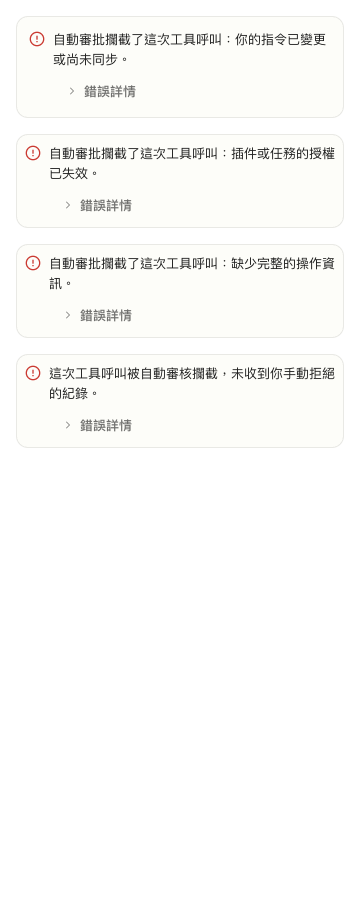 自動審批攔截了這次工具呼叫：你的指令已變更
或尚未同步。
錯誤詳情
自動審批攔截了這次工具呼叫：插件或任務的授權
已失效。
錯誤詳情
自動審批攔截了這次工具呼叫：缺少完整的操作資
訊。
錯誤詳情
這次工具呼叫被自動審核攔截，未收到你手動拒絕
的紀錄。
錯誤詳情